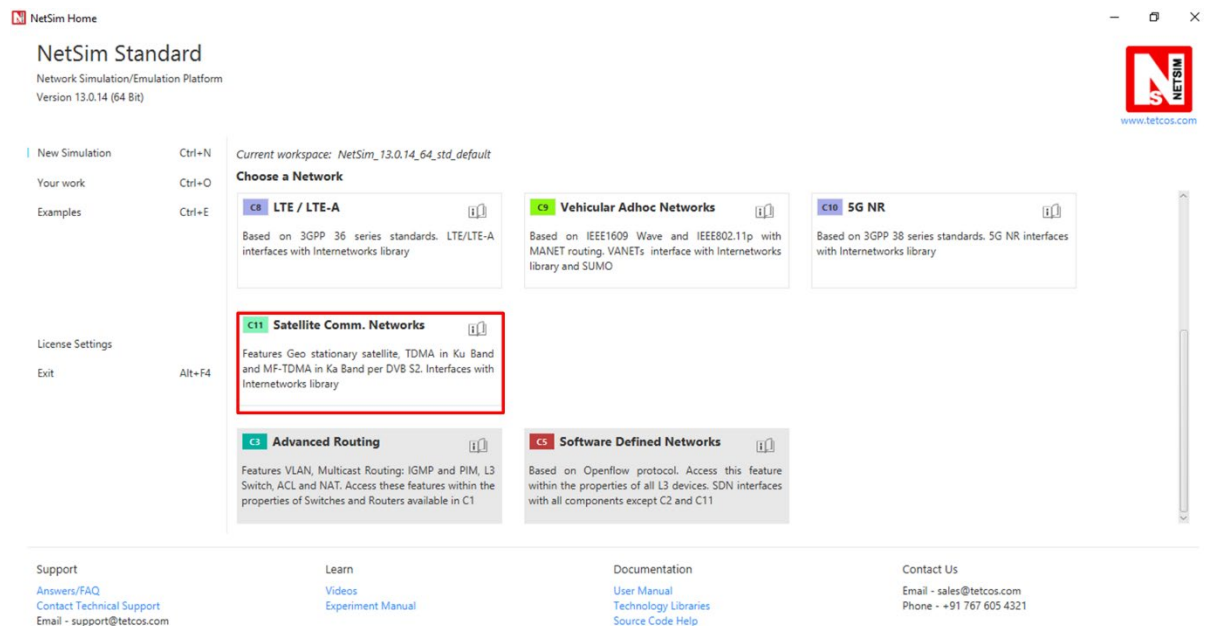 NetSim Home
NetSim Standard
Network Simulation/Emulation Platform
Version 13.0.14 (64 Bit)
N
S
NETSIM
www.tetcos.com
New Simulation Ctrl+N
Your work Ctrl+O
Examples Ctrl+E
License Settings
Exit Alt+F4
Current workspace: NetSim_13.0.14_64_std_default
Choose a Network
C8 LTE / LTE-A
Based on 3GPP 36 series standards. LTE/LTE-A
interfaces with Internetworks library
C9 Vehicular Adhoc Networks
Based on IEEE1609 Wave and IEEE802.11p with
MANET routing. VANETs interface with Internetworks
library and SUMO
C10 5G NR
Based on 3GPP 38 series standards. 5G NR interfaces
with Internetworks library
C11 Satellite Comm. Networks
Features Geo stationary satellite, TDMA in Ku Band
and MF-TDMA in Ka Band per DVB S2. Interfaces with
Internetworks library
C3 Advanced Routing
Features VLAN, Multicast Routing: IGMP and PIM, L3
Switch, ACL and NAT. Access these features within the
properties of Switches and Routers available in C1
C5 Software Defined Networks
Based on Openflow protocol. Access this feature
within the properties of all L3 devices. SDN interfaces
with all components except C2 and C11
Support
Answers/FAQ
Contact Technical Support
Email - support@tetcos.com
Learn
Videos
Experiment Manual
Documentation
User Manual
Technology Libraries
Source Code Help
Contact Us
Email - sales@tetcos.com
Phone - +91 767 605 4321